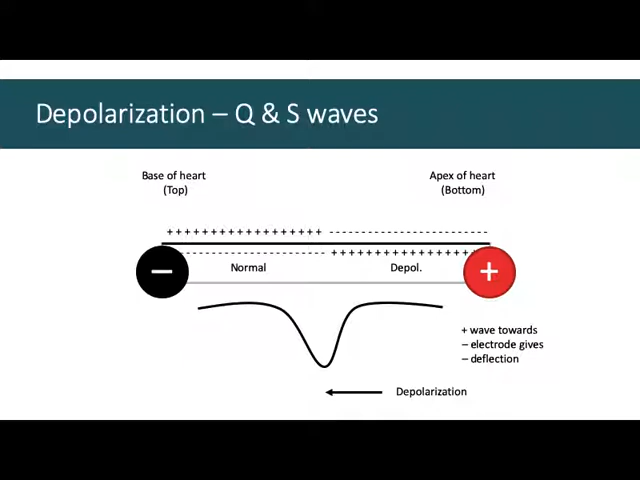 Depolarization – Q & S waves
Base of heart
(Top)
Apex of heart
(Bottom)
+ + + + + + + + + + + + + + + + + + - - - - - - - - - - - - - - - - - - - - -
- - - - - - - - - - - - - - - - - - - + + + + + + + + + + + + + + + + + +
– +
Normal
Depol.
+ wave towards
– electrode gives
– deflection
Depolarization